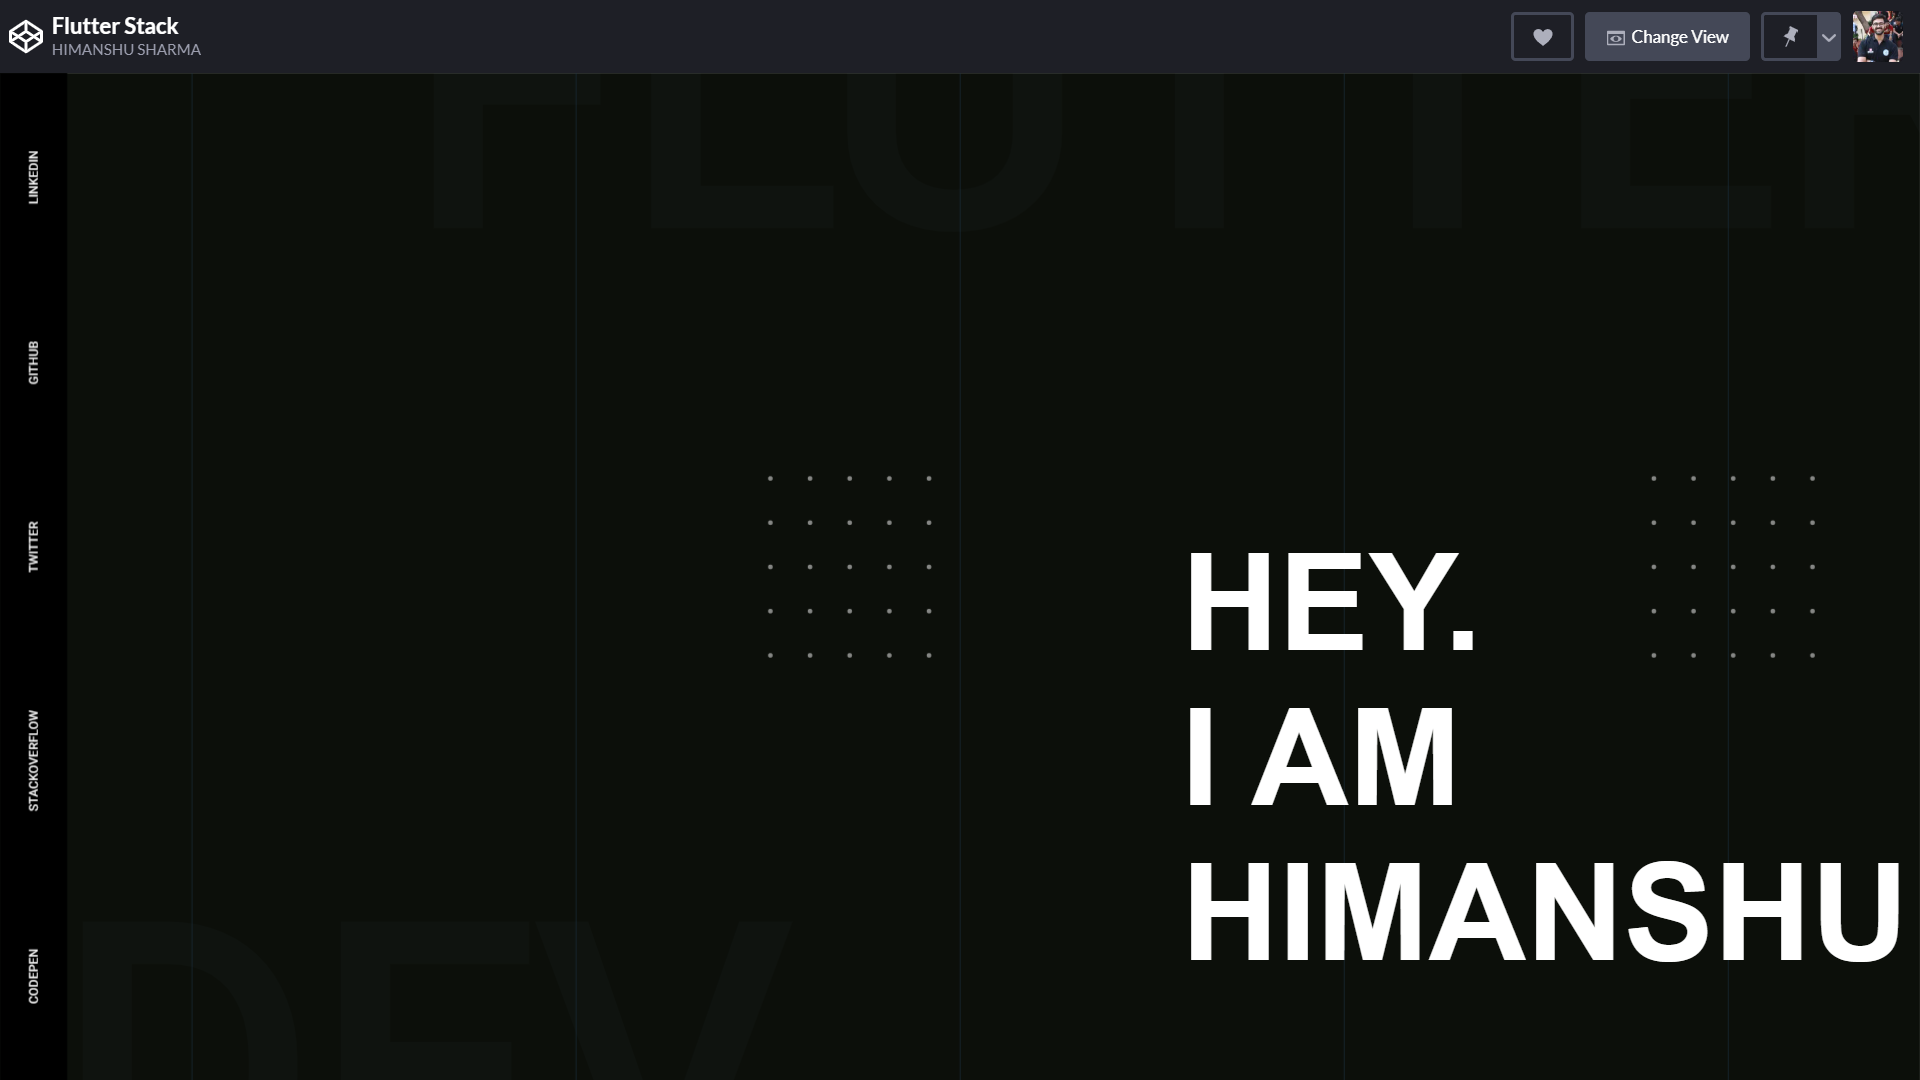 Flutter Stack
HIMANSHU SHARMA
Change View
FLUTTER
LINKEDIN
GITHUB
TWITTER
STACKOVERFLOW
CODEPEN
HEY.
I AM
HIMANSHU
DEV